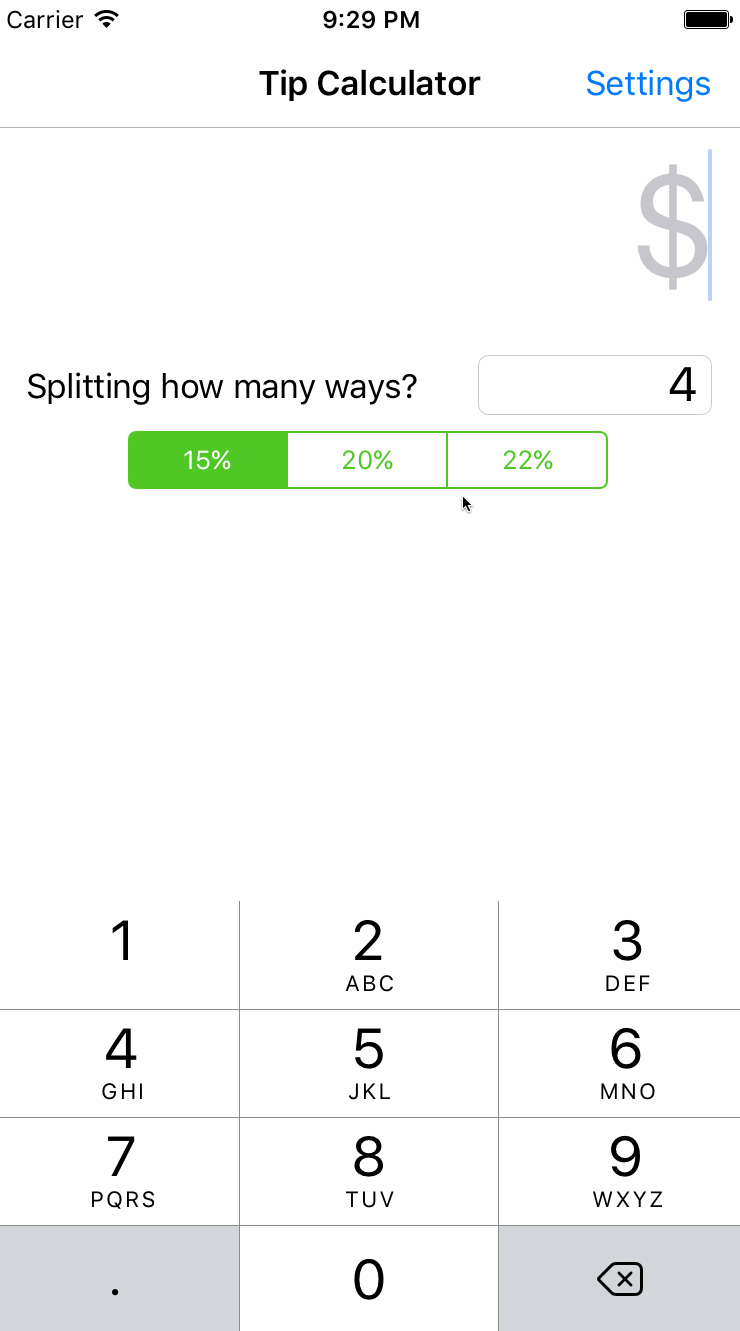 Carrier 9:29 PM
Tip Calculator Settings
$
Splitting how many ways? 4
15% 20% 22%
1 2 3
ABC DEF
4 5 6
GHI JKL MNO
7 8 9
PQRS TUV WXYZ
. 0